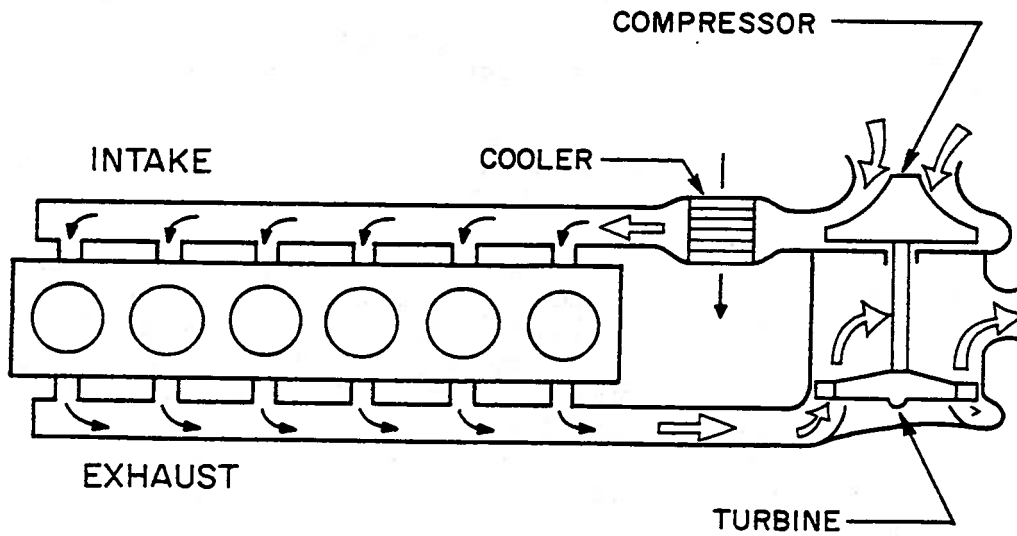 COMPRESSOR
INTAKE
COOLER
EXHAUST
TURBINE